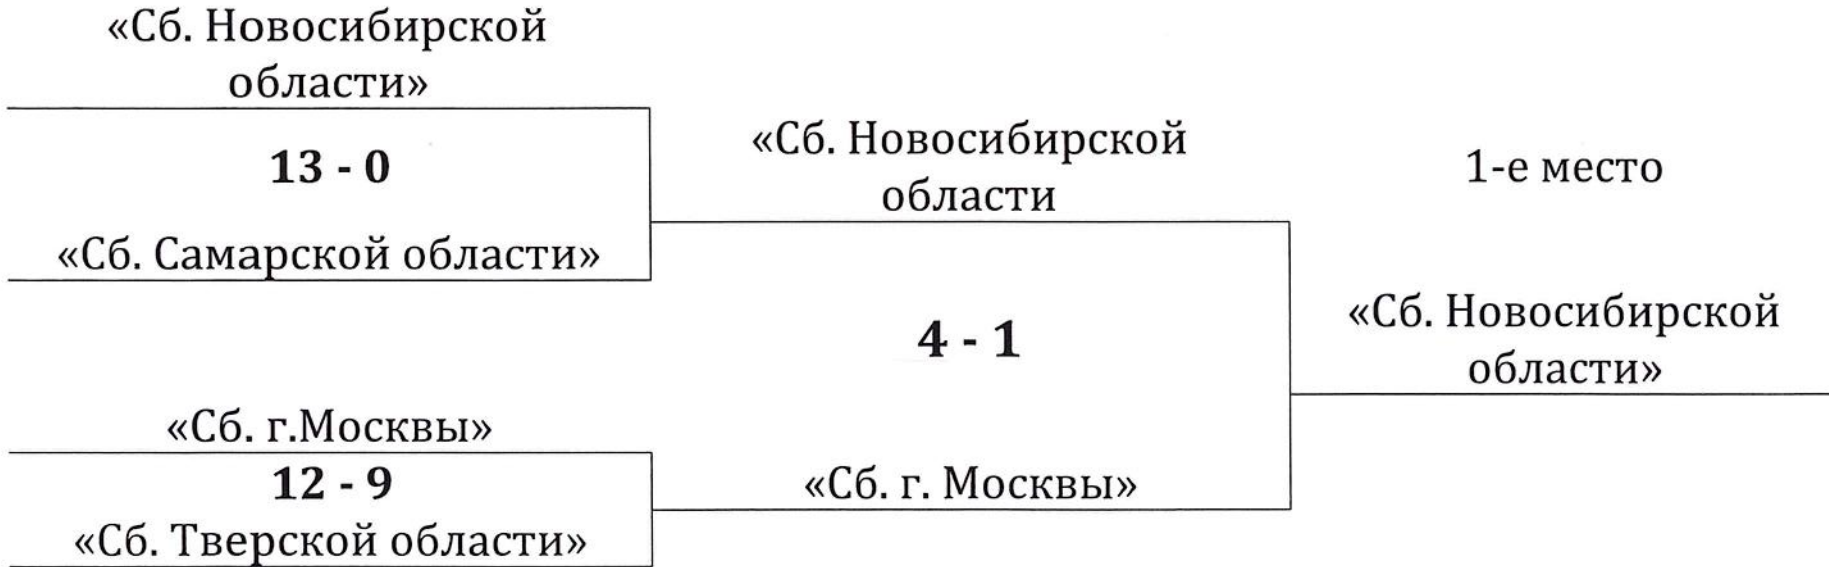 «Сб. Новосибирской
области»
13 - 0
«Сб. Самарской области»
«Сб. г.Москвы»
12 - 9
«Сб. Тверской области»
«Сб. Новосибирской
области
4 - 1
«Сб. г. Москвы»
1-е место
«Сб. Новосибирской
области»